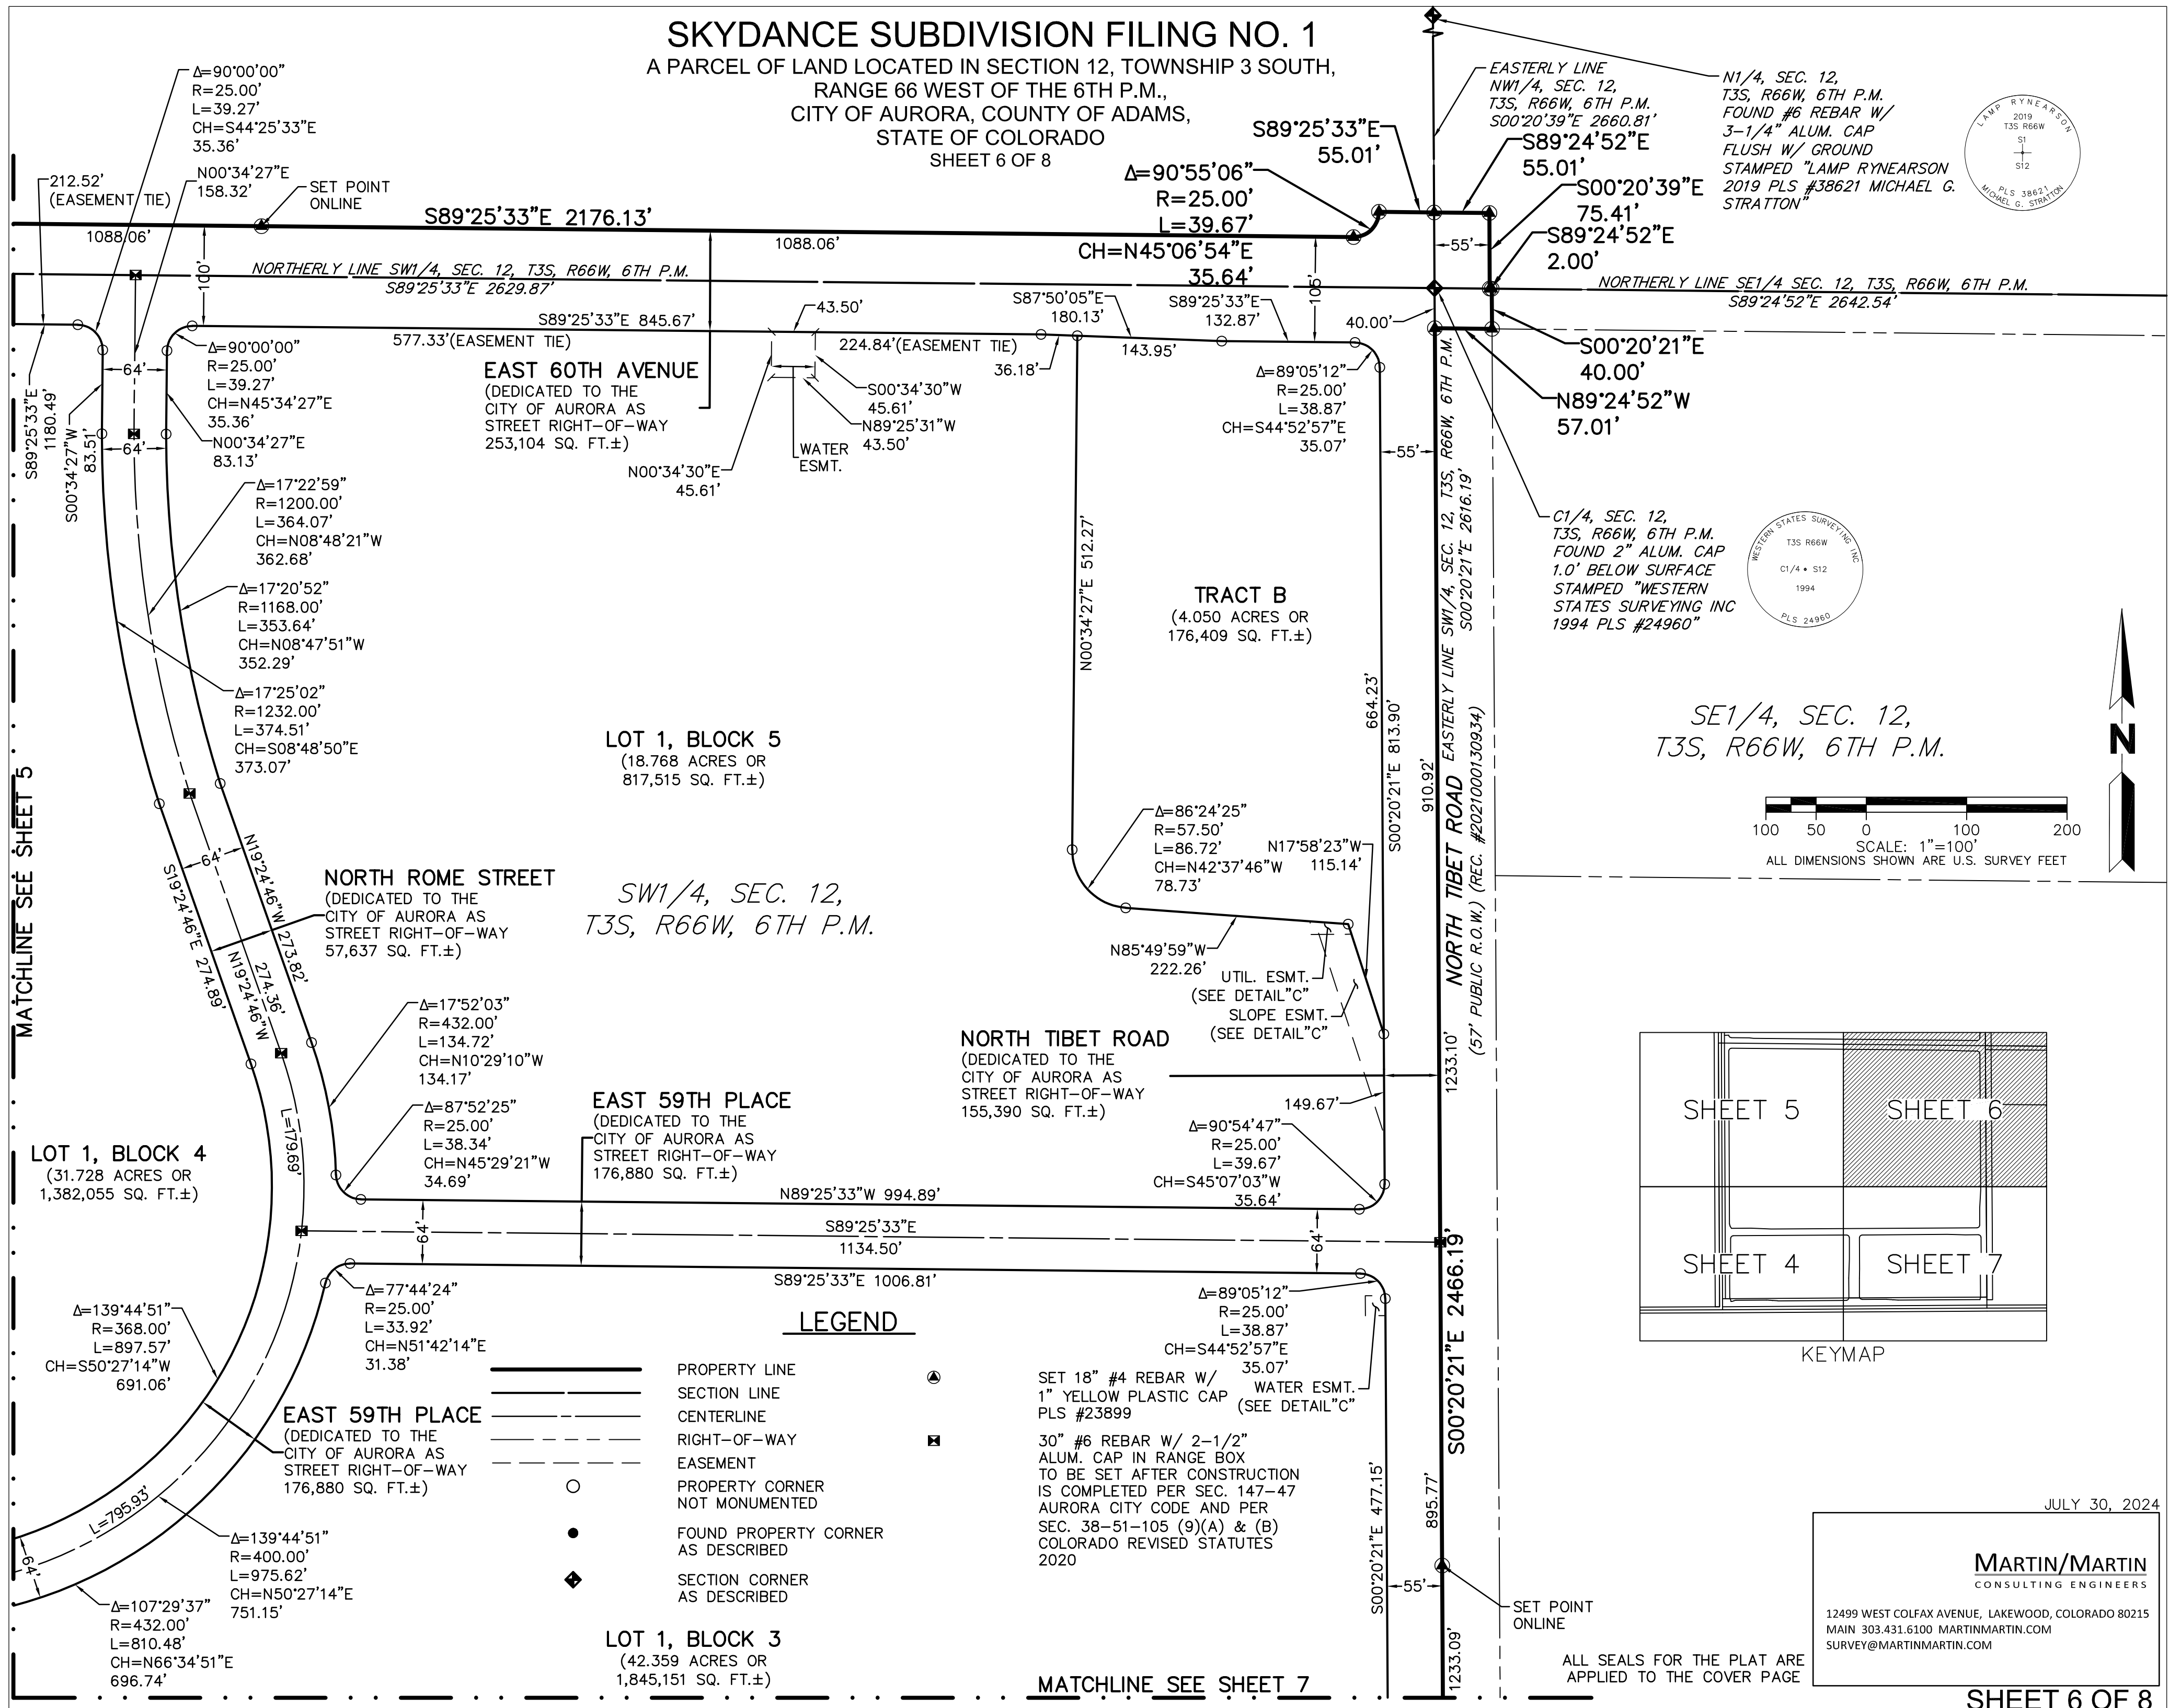 SKYDANCE SUBDIVISION FILING NO. 1
A PARCEL OF LAND LOCATED IN SECTION 12, TOWNSHIP 3 SOUTH,
RANGE 66 WEST OF THE 6TH P.M.,
CITY OF AURORA, COUNTY OF ADAMS,
STATE OF COLORADO
SHEET 6 OF 8
Δ=90°00'00"
R=25.00'
L=39.27'
CH=S44°25'33"E
35.36'
212.52'
(EASEMENT TIE)
N00°34'27"E
158.32'
SET POINT
ONLINE
S89°25'33"E 2176.13'
1088.06'
1088.06'
100'
NORTHERLY LINE SW1/4, SEC. 12, T3S, R66W, 6TH P.M.
S89°25'33"E 2629.87'
Δ=90°55'06"
R=25.00'
L=39.67'
CH=N45°06'54"E
35.64'
S89°25'33"E
55.01'
EASTERLY LINE
NW1/4, SEC. 12,
T3S, R66W, 6TH P.M.
S00°20'39"E 2660.81'
S89°24'52"E
55.01'
S00°20'39"E
75.41'
S89°24'52"E
2.00'
55'
105'
N1/4, SEC. 12,
T3S, R66W, 6TH P.M.
FOUND #6 REBAR W/
3-1/4" ALUM. CAP
FLUSH W/ GROUND
STAMPED "LAMP RYNEARSON
2019 PLS #38621 MICHAEL G.
STRATTON"
LAMP RYNEARSON
2019
T3S R66W
S1
S12
PLS 38621
MICHAEL G. STRATTON
NORTHERLY LINE SE1/4 SEC. 12, T3S, R66W, 6TH P.M.
S89°24'52"E 2642.54'
S89°25'33"E 845.67'
577.33'(EASEMENT TIE)
43.50'
224.84'(EASEMENT TIE)
S87°50'05"E
180.13'
S89°25'33"E
132.87'
36.18'
143.95'
40.00'
S00°20'21"E
40.00'
N89°24'52"W
57.01'
64'
64'
S89°25'33"E
1180.49'
S00°34'27"W
83.51'
Δ=90°00'00"
R=25.00'
L=39.27'
CH=N45°34'27"E
35.36'
N00°34'27"E
83.13'
EAST 60TH AVENUE
(DEDICATED TO THE
CITY OF AURORA AS
STREET RIGHT-OF-WAY
253,104 SQ. FT.±)
S00°34'30"W
45.61'
N89°25'31"W
43.50'
WATER
ESMT.
N00°34'30"E
45.61'
Δ=89°05'12"
R=25.00'
L=38.87'
CH=S44°52'57"E
35.07'
55'
Δ=17°22'59"
R=1200.00'
L=364.07'
CH=N08°48'21"W
362.68'
Δ=17°20'52"
R=1168.00'
L=353.64'
CH=N08°47'51"W
352.29'
Δ=17°25'02"
R=1232.00'
L=374.51'
CH=S08°48'50"E
373.07'
N00°34'27"E 512.27'
TRACT B
(4.050 ACRES OR
176,409 SQ. FT.±)
664.23'
S00°20'21"E 813.90'
910.92'
EASTERLY LINE SW1/4, SEC. 12, T3S, R66W, 6TH P.M.
S00°20'21"E 2616.19'
NORTH TIBET ROAD
(57' PUBLIC R.O.W.) (REC. #2021000130934)
C1/4, SEC. 12,
T3S, R66W, 6TH P.M.
FOUND 2" ALUM. CAP
1.0' BELOW SURFACE
STAMPED "WESTERN
STATES SURVEYING INC
1994 PLS #24960"
WESTERN STATES SURVEYING INC
T3S R66W
C1/4 • S12
1994
PLS 24960
LOT 1, BLOCK 5
(18.768 ACRES OR
817,515 SQ. FT.±)
SE1/4, SEC. 12,
T3S, R66W, 6TH P.M.
N
100 50 0 100 200
SCALE: 1"=100'
ALL DIMENSIONS SHOWN ARE U.S. SURVEY FEET
MATCHLINE SEE SHEET 5
64'
S19°24'46"E 274.89'
N19°24'46"W 273.82'
N19°24'46"W
274.36'
NORTH ROME STREET
(DEDICATED TO THE
CITY OF AURORA AS
STREET RIGHT-OF-WAY
57,637 SQ. FT.±)
SW1/4, SEC. 12,
T3S, R66W, 6TH P.M.
Δ=86°24'25"
R=57.50'
L=86.72'
CH=N42°37'46"W
78.73'
N17°58'23"W
115.14'
N85°49'59"W
222.26'
UTIL. ESMT.
(SEE DETAIL"C"
SLOPE ESMT.
(SEE DETAIL"C"
Δ=17°52'03"
R=432.00'
L=134.72'
CH=N10°29'10"W
134.17'
Δ=87°52'25"
R=25.00'
L=38.34'
CH=N45°29'21"W
34.69'
L=179.69'
NORTH TIBET ROAD
(DEDICATED TO THE
CITY OF AURORA AS
STREET RIGHT-OF-WAY
155,390 SQ. FT.±)
1233.10'
149.67'
EAST 59TH PLACE
(DEDICATED TO THE
CITY OF AURORA AS
STREET RIGHT-OF-WAY
176,880 SQ. FT.±)
Δ=90°54'47"
R=25.00'
L=39.67'
CH=S45°07'03"W
35.64'
LOT 1, BLOCK 4
(31.728 ACRES OR
1,382,055 SQ. FT.±)
N89°25'33"W 994.89'
64'
S89°25'33"E
1134.50'
64'
S89°25'33"E 1006.81'
S00°20'21"E 2466.19'
SHEET 5
SHEET 6
SHEET 4
SHEET 7
KEYMAP
Δ=77°44'24"
R=25.00'
L=33.92'
CH=N51°42'14"E
31.38'
Δ=139°44'51"
R=368.00'
L=897.57'
CH=S50°27'14"W
691.06'
Δ=89°05'12"
R=25.00'
L=38.87'
CH=S44°52'57"E
35.07'
WATER ESMT.
(SEE DETAIL"C"
EAST 59TH PLACE
(DEDICATED TO THE
CITY OF AURORA AS
STREET RIGHT-OF-WAY
176,880 SQ. FT.±)
LEGEND
PROPERTY LINE
SECTION LINE
CENTERLINE
RIGHT-OF-WAY
EASEMENT
PROPERTY CORNER
NOT MONUMENTED
FOUND PROPERTY CORNER
AS DESCRIBED
SECTION CORNER
AS DESCRIBED
SET 18" #4 REBAR W/
1" YELLOW PLASTIC CAP
PLS #23899
30" #6 REBAR W/ 2-1/2"
ALUM. CAP IN RANGE BOX
TO BE SET AFTER CONSTRUCTION
IS COMPLETED PER SEC. 147-47
AURORA CITY CODE AND PER
SEC. 38-51-105 (9)(A) & (B)
COLORADO REVISED STATUTES
2020
L=795.93'
64'
Δ=139°44'51"
R=400.00'
L=975.62'
CH=N50°27'14"E
751.15'
Δ=107°29'37"
R=432.00'
L=810.48'
CH=N66°34'51"E
696.74'
LOT 1, BLOCK 3
(42.359 ACRES OR
1,845,151 SQ. FT.±)
S00°20'21"E 477.15'
895.77'
55'
1233.09'
SET POINT
ONLINE
MATCHLINE SEE SHEET 7
ALL SEALS FOR THE PLAT ARE
APPLIED TO THE COVER PAGE
JULY 30, 2024
MARTIN/MARTIN
CONSULTING ENGINEERS
12499 WEST COLFAX AVENUE, LAKEWOOD, COLORADO 80215
MAIN 303.431.6100 MARTINMARTIN.COM
SURVEY@MARTINMARTIN.COM
SHEET 6 OF 8